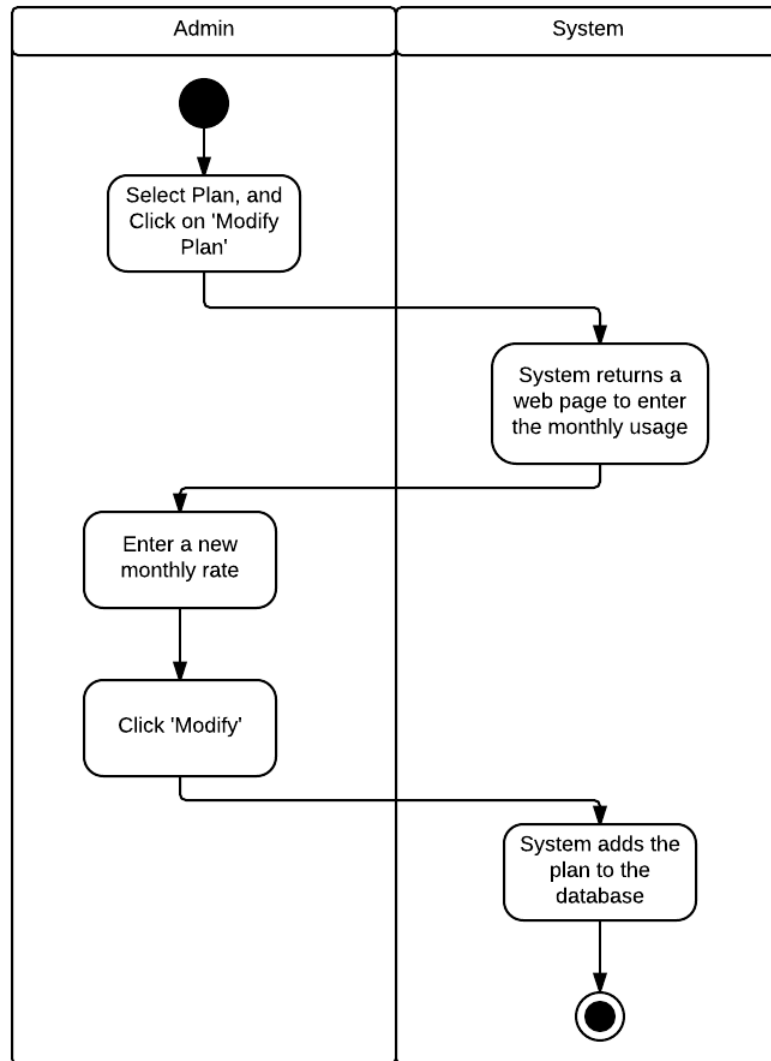 Admin
System
Select Plan, and
Click on 'Modify
Plan'
System returns a
web page to enter
the monthly usage
Enter a new
monthly rate
Click 'Modify'
System adds the
plan to the
database